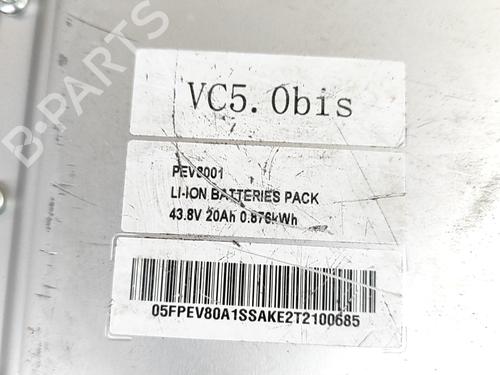 B-PARTS
VC5.0bis
PEV8001
LI-ION BATTERIES PACK
43.8V 20Ah 0.876kWh
05FPEV80A1SSAKE2T2100685